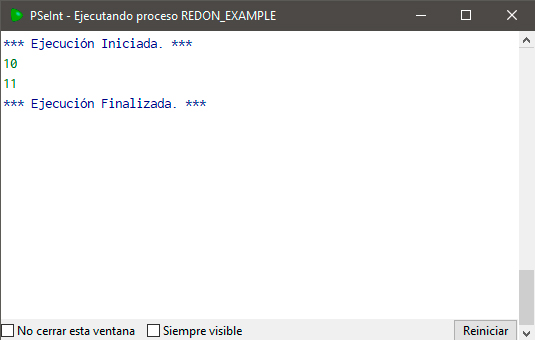 PSeInt - Ejecutando proceso REDON_EXAMPLE
*** Ejecución Iniciada. ***
10
11
*** Ejecución Finalizada. ***
No cerrar esta ventana Siempre visible Reiniciar